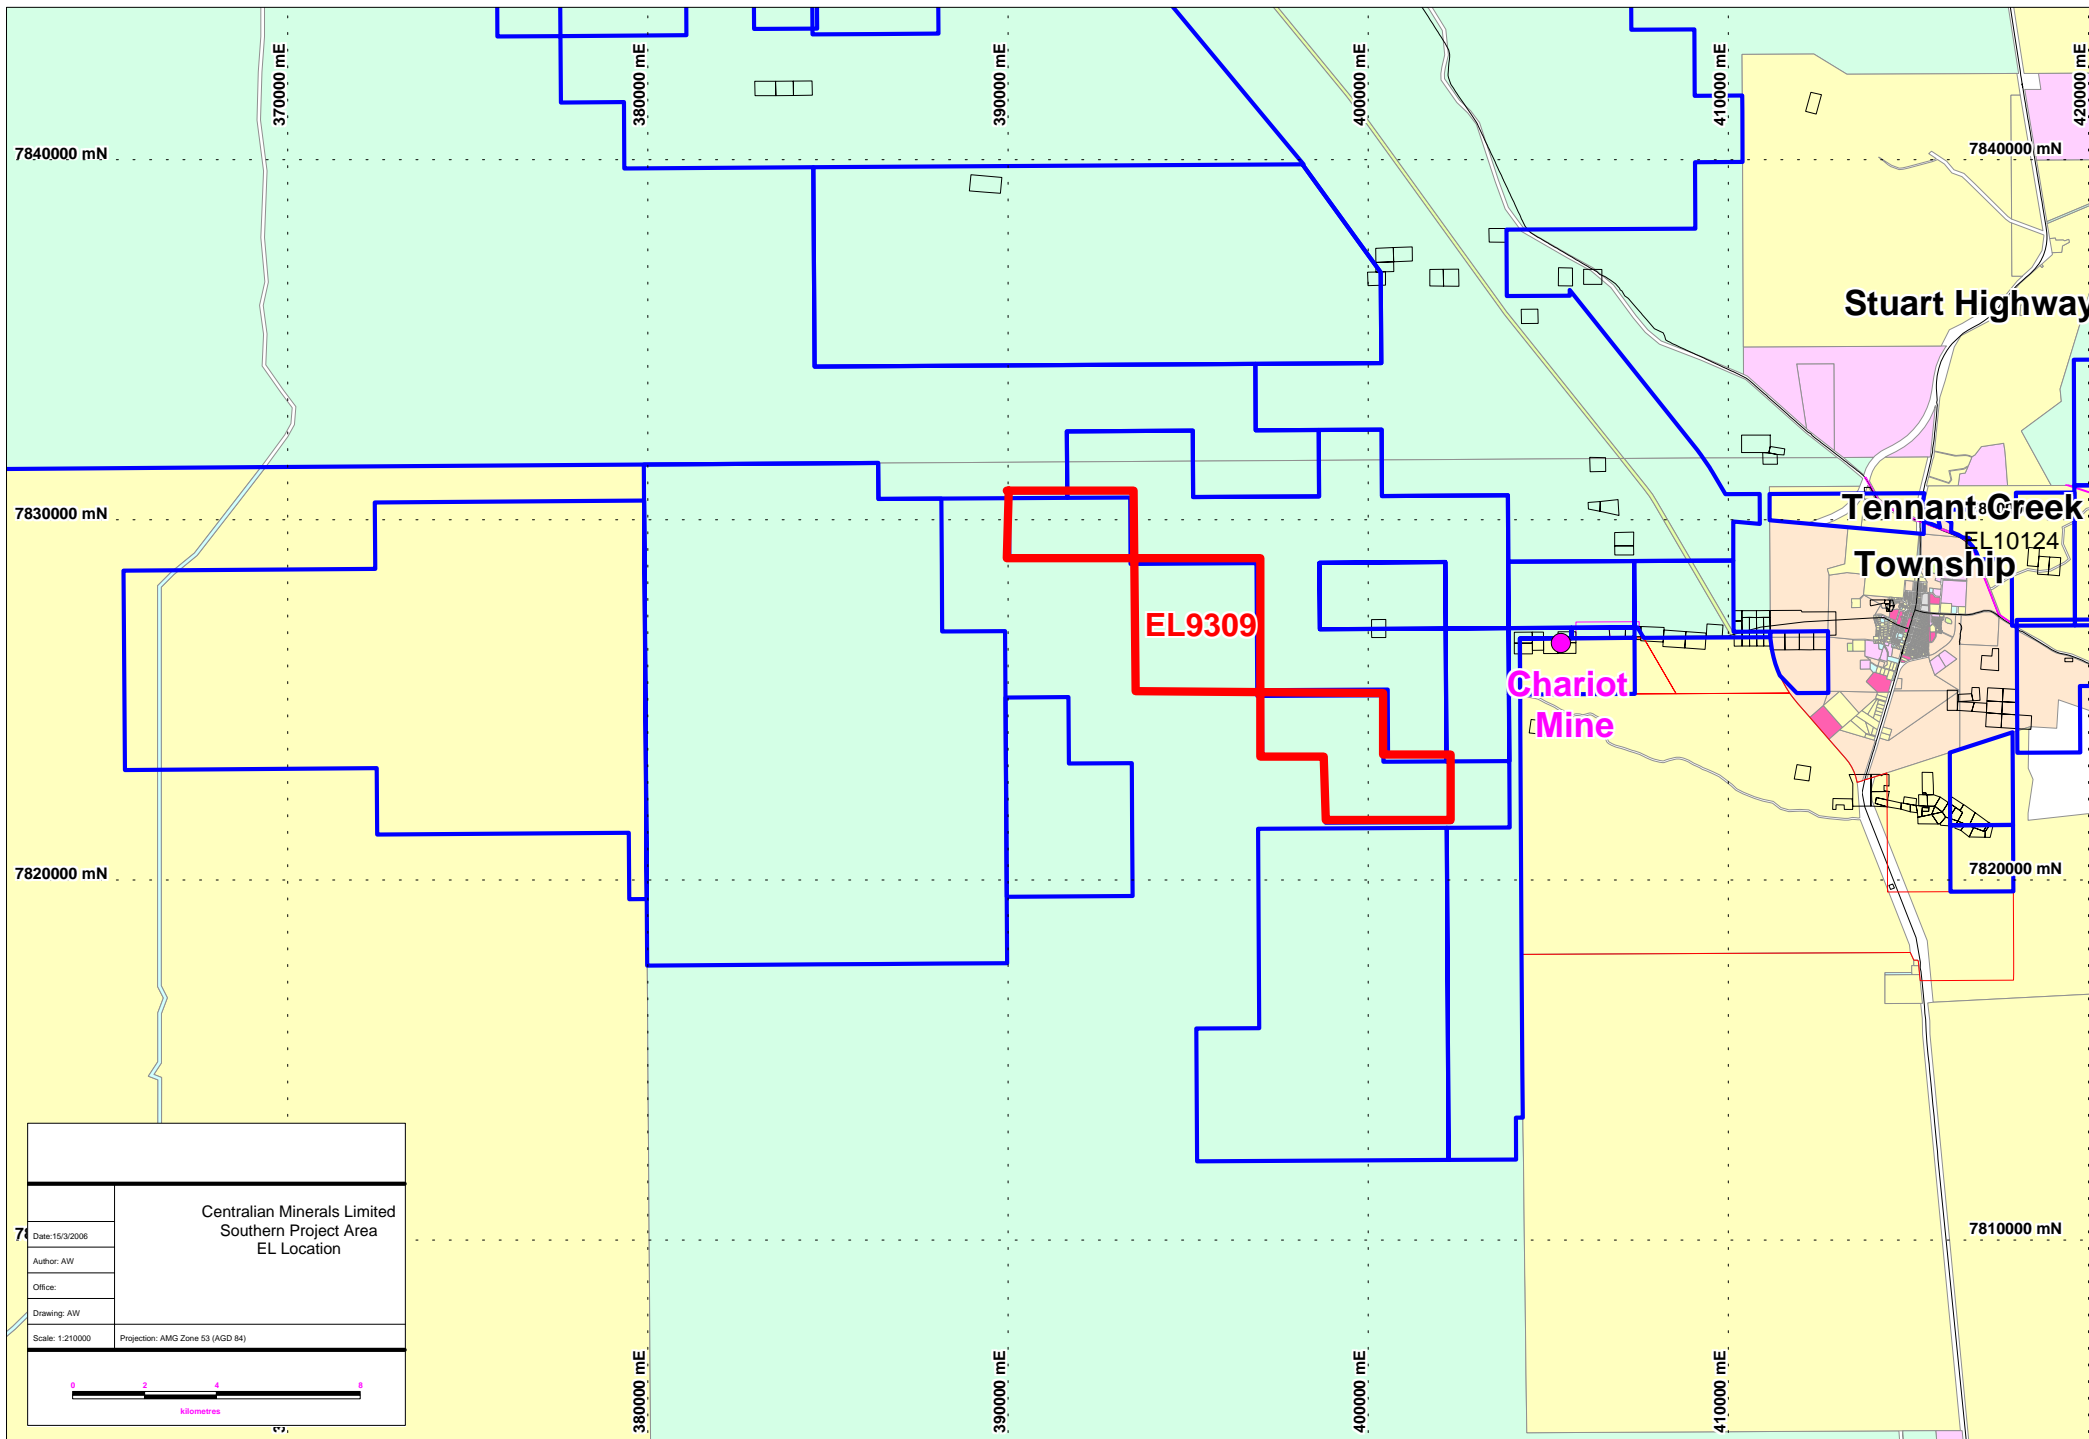 370000 mE
380000 mE
390000 mE
400000 mE
410000 mE
420000 mE
7840000 mN
7840000 mN
Stuart Highway
7830000 mN
Tennant Creek
Township
EL10124
EL9309
Chariot
Mine
7820000 mN
7820000 mN
7810000 mN
Centralian Minerals Limited
Southern Project Area
EL Location
Date:15/3/2006
Author: AW
Office:
Drawing: AW
Scale: 1:210000
Projection: AMG Zone 53 (AGD 84)
0 2 4 8
kilometres
380000 mE
390000 mE
400000 mE
410000 mE